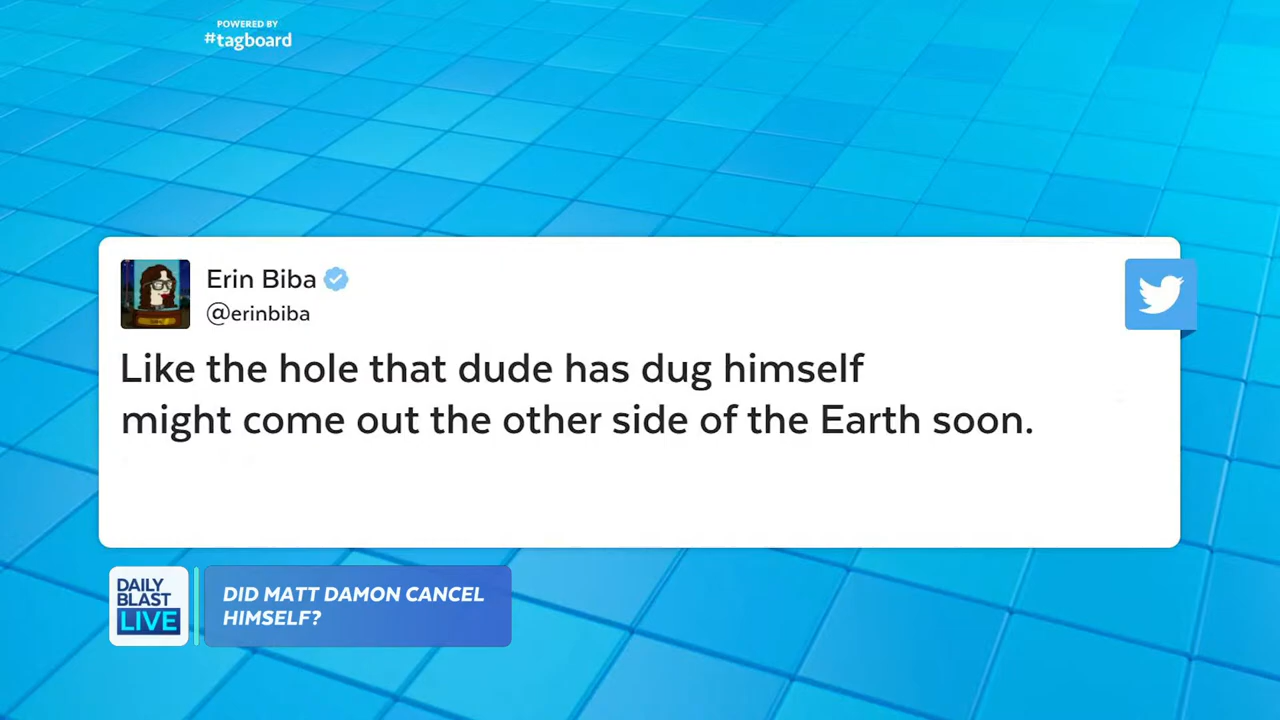 POWERED BY
#tagboard
Erin Biba
@erinbiba
Like the hole that dude has dug himself
might come out the other side of the Earth soon.
DAILY
BLAST
LIVE
DID MATT DAMON CANCEL
HIMSELF?